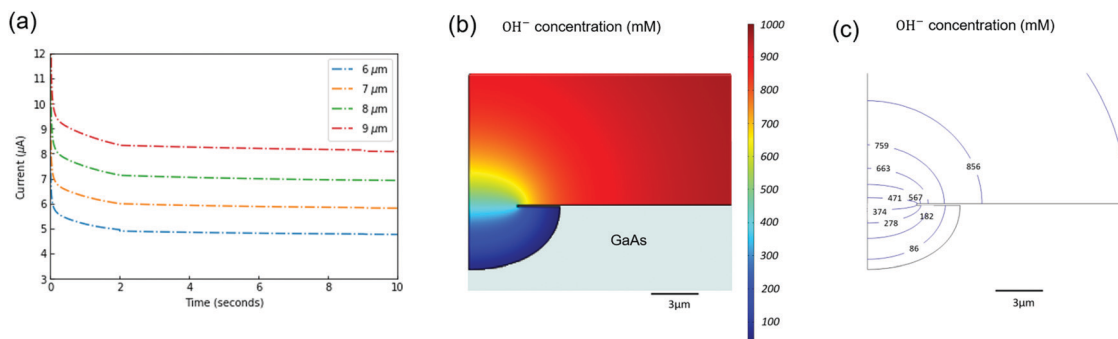 (a)
12
11
10
9
8
7
6
5
4
3
Current (μA)
0
2
4
6
8
10
Time (seconds)
6 μm
7 μm
8 μm
9 μm
(b)
OH⁻ concentration (mM)
GaAs
3μm
1000
900
800
700
600
500
400
300
200
100
(c)
OH⁻ concentration (mM)
856
759
663
567
471
374
278
182
86
3μm